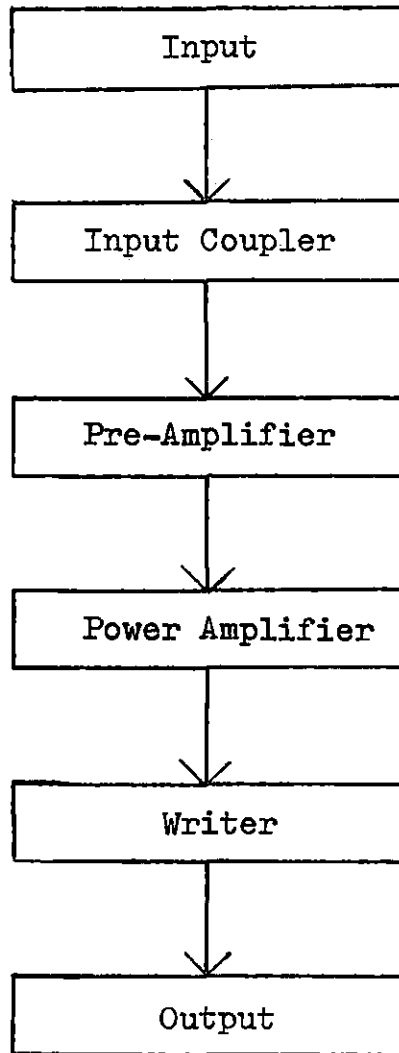 Input
Input Coupler
Pre-Amplifier
Power Amplifier
Writer
Output